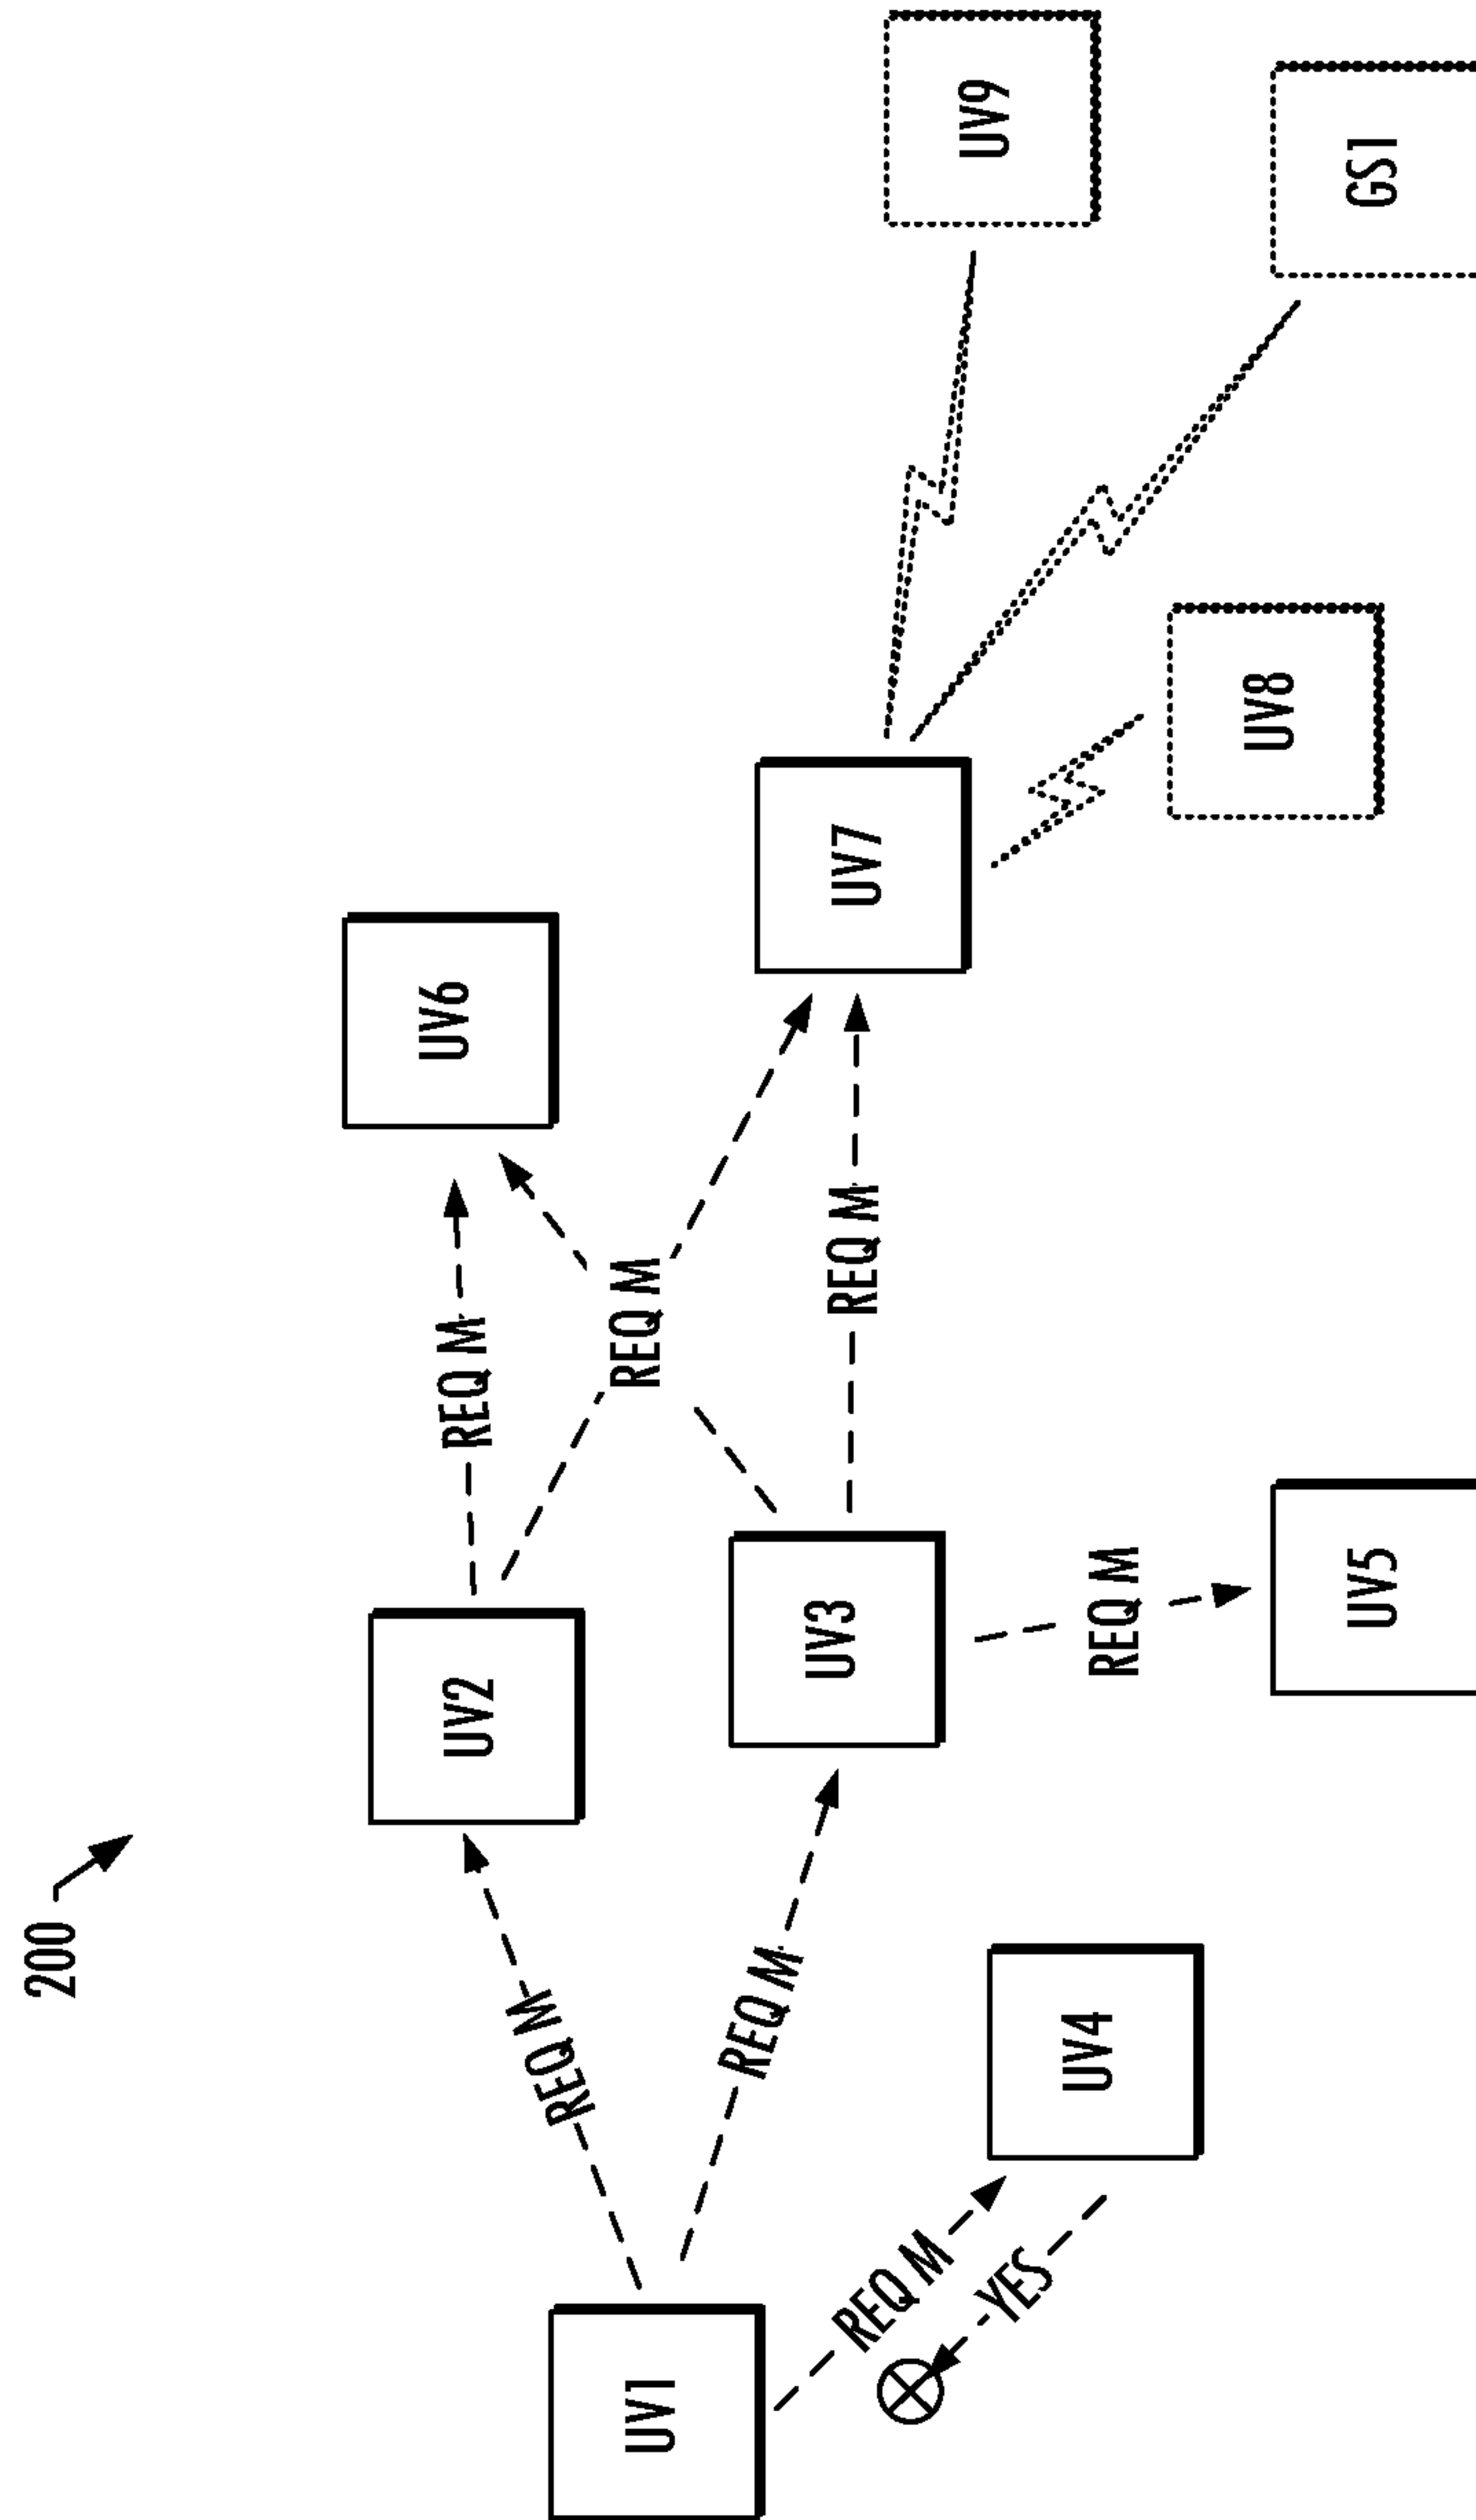 200
UV1
REQ M
REQ M
REQ M
YES
UV2
UV3
UV4
REQ M
REQ M
REQ M
REQ M
UV5
UV6
UV7
UV8
UV9
GS1